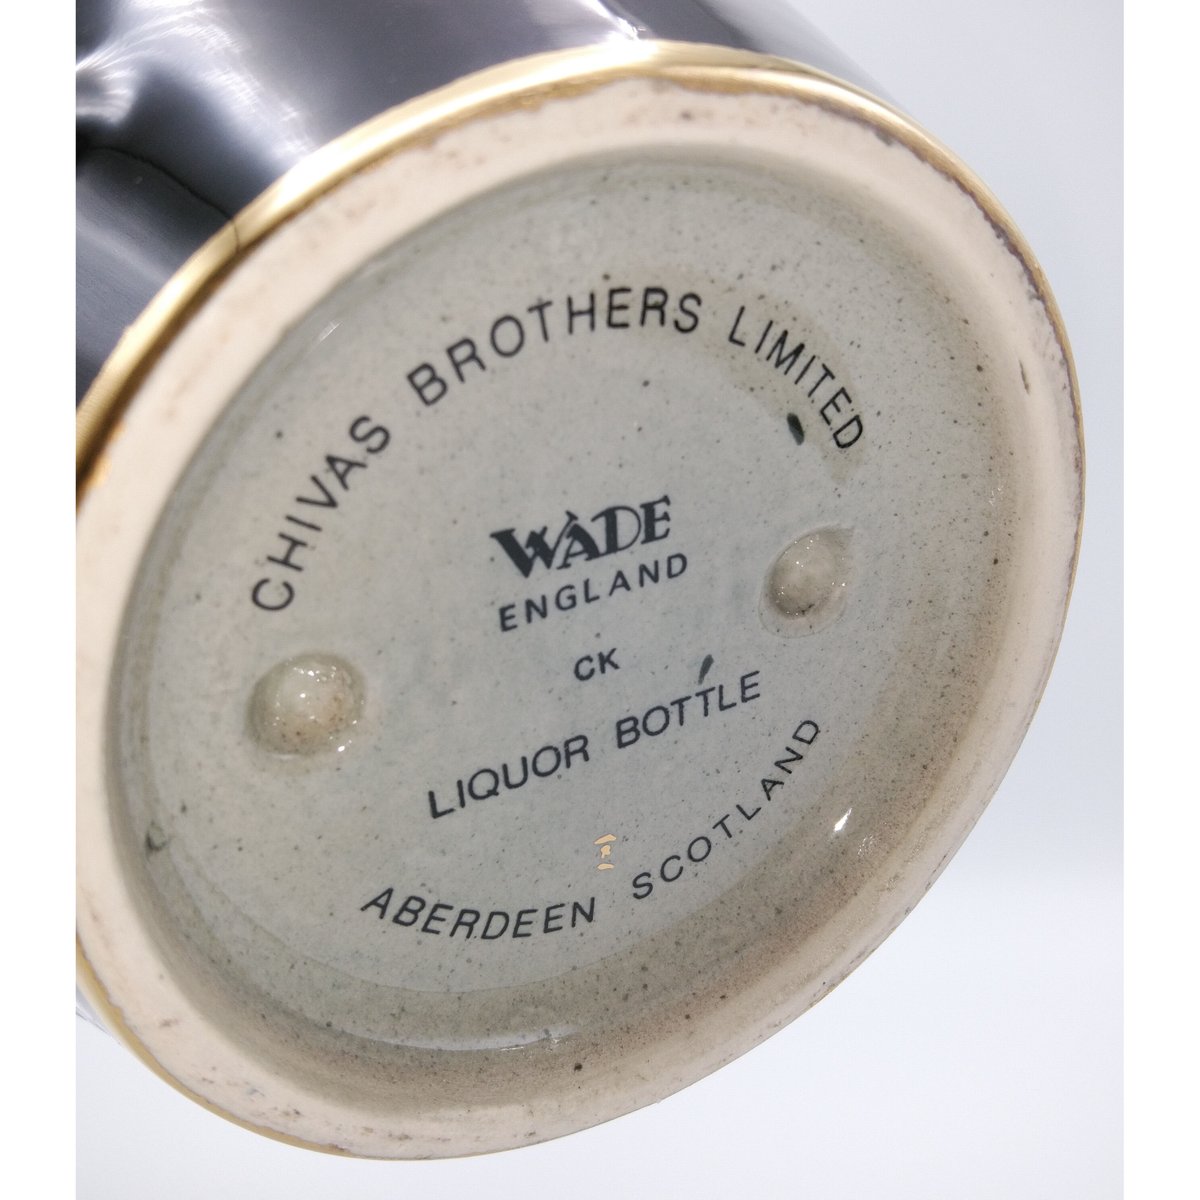 CHIVAS BROTHERS LIMITED
WADE
ENGLAND
CK
LIQUOR BOTTLE
ABERDEEN SCOTLAND